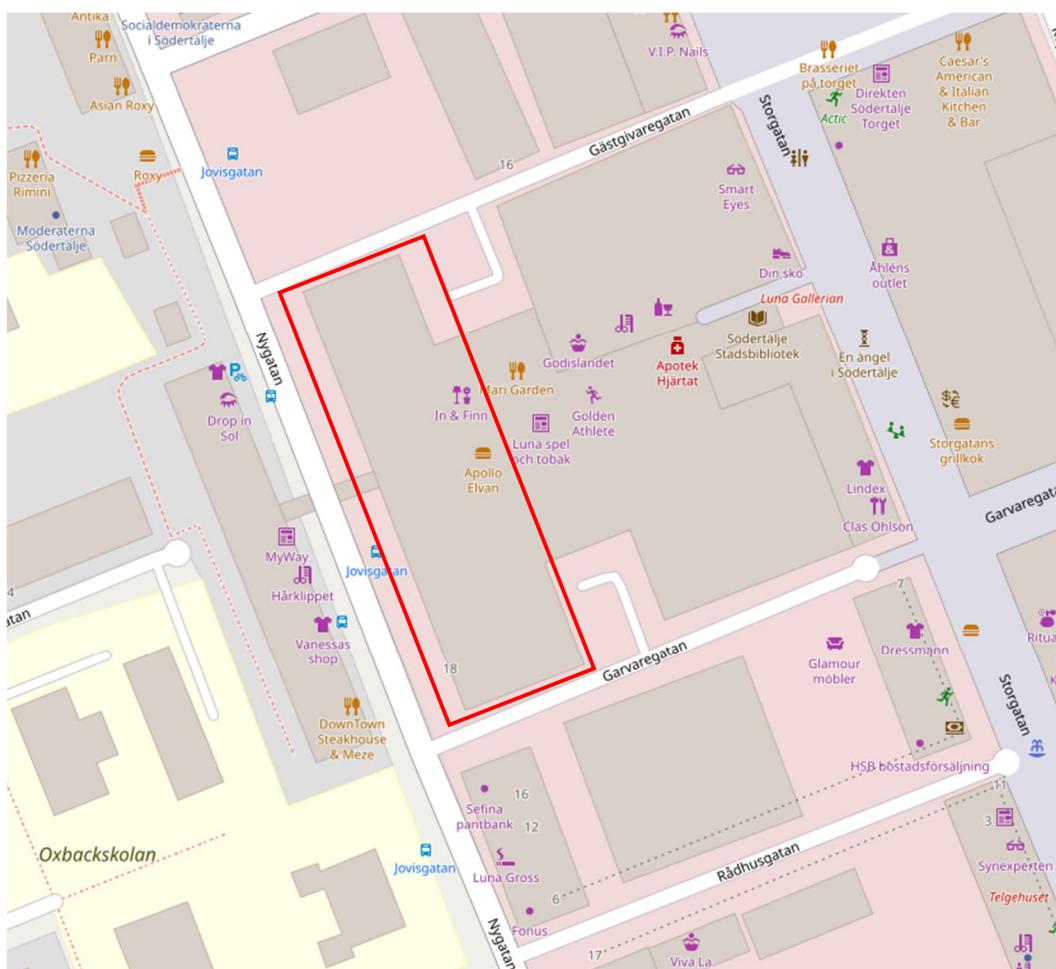 Antika
Parn
Socialdemokraterna
i Södertälje
Asian Roxy
Pizzeria
Rimini
Roxy
Moderaterna
Södertälje
Jovisgatan
V.I.P. Nails
16
Gästgivaregatan
Storgatan
Brasseriet
på torget
Actic
Direkten
Södertälje
Torget
Caesar's
American
& Italian
Kitchen
& Bar
Smart
Eyes
Din sko
Luna Gallerian
Åhléns
outlet
Nygatan
Godislandet
Apotek
Hjärtat
Södertälje
Stadsbibliotek
En ängel
i Södertälje
Drop in
Sol
In & Finn
Mari Garden
Golden
Athlete
Luna spel
och tobak
Apollo
Elvan
Storgatans
grillkök
Lindex
Clas Ohlson
Garvaregata
MyWay
Hårklippet
Jovisgatan
Vanessas
shop
4
atan
18
7
Garvaregatan
Glamour
möbler
Dressmann
Ritua
K
Storgatan
DownTown
Steakhouse
& Meze
HSB bostadsförsäljning
16
12
Sefina
pantbank
11
3
Oxbackskolan
Jovisgatan
Luna Gross
6
Rådhusgatan
Synexperten
Telgehuset
Fonus
Nygatan
17
Viva La